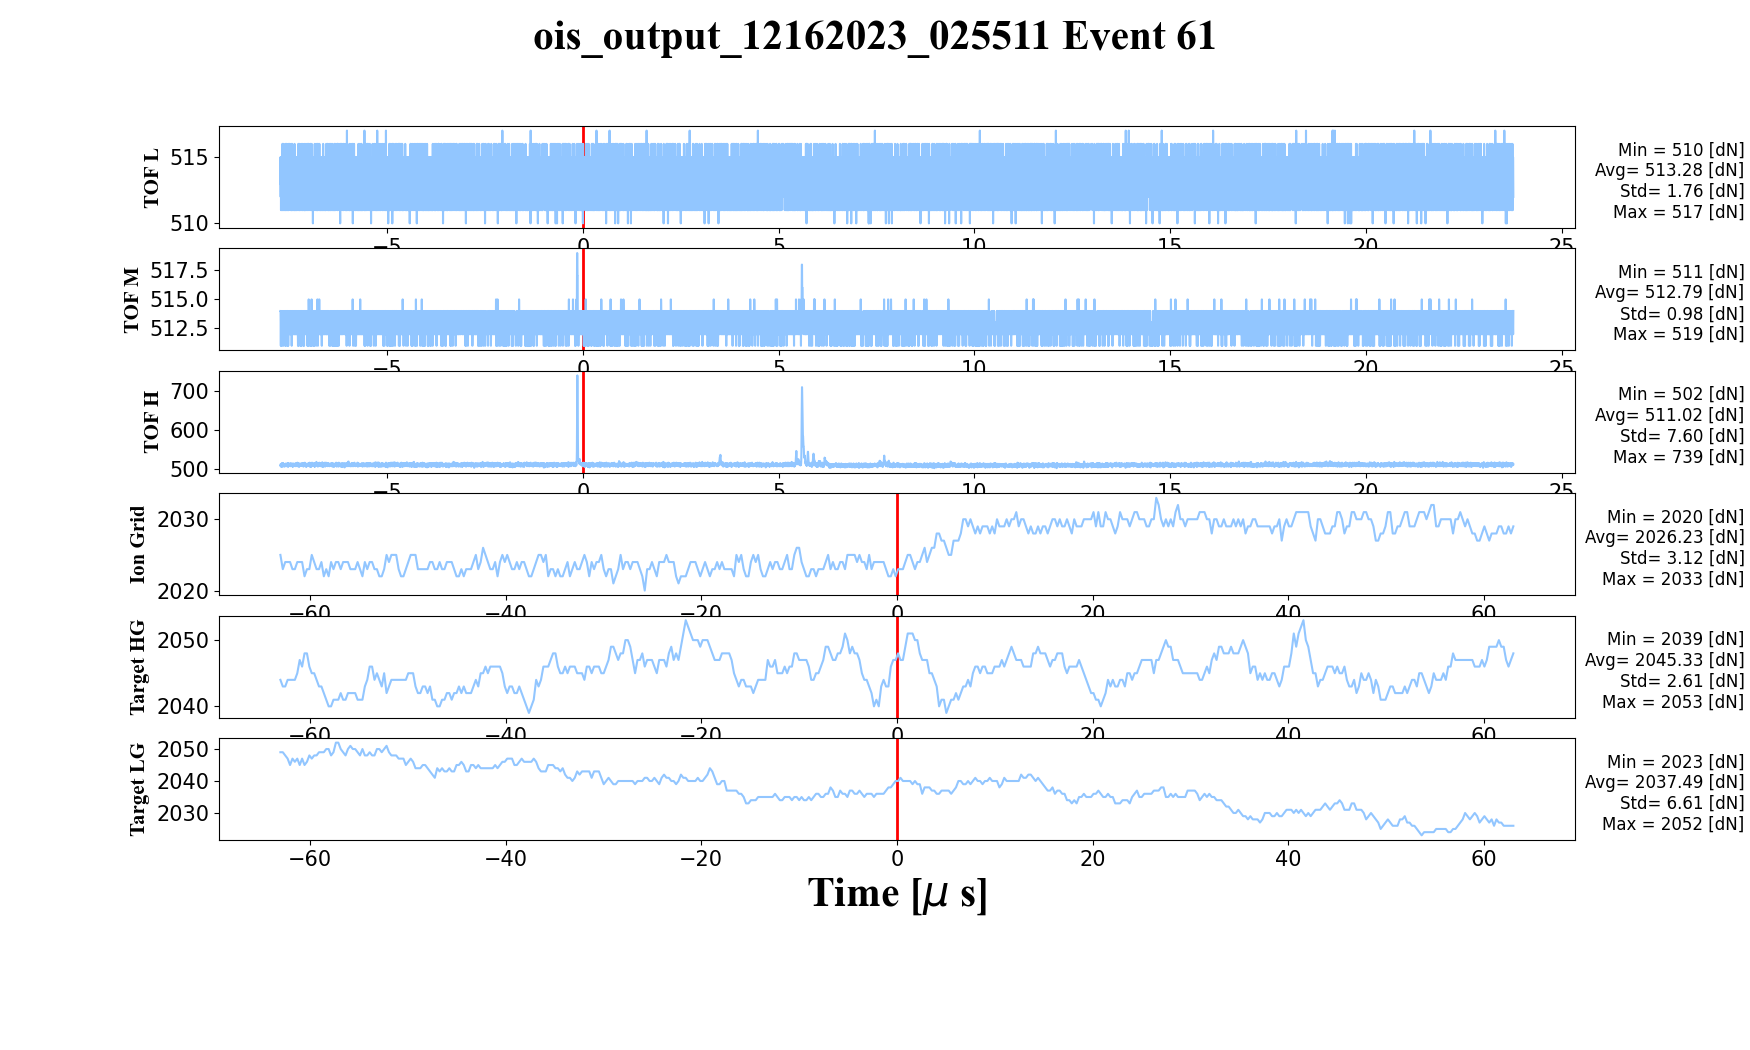 ois_output_12162023_025511 Event 61
TOF L
515
510
−5 0 5 10 15 20 25
Min = 510 [dN]
Avg= 513.28 [dN]
Std= 1.76 [dN]
Max = 517 [dN]
TOF M
517.5
515.0
512.5
−5 0 5 10 15 20 25
Min = 511 [dN]
Avg= 512.79 [dN]
Std= 0.98 [dN]
Max = 519 [dN]
TOF H
700
600
500
−5 0 5 10 15 20 25
Min = 502 [dN]
Avg= 511.02 [dN]
Std= 7.60 [dN]
Max = 739 [dN]
Ion Grid
2030
2020
−60 −40 −20 0 20 40 60
Min = 2020 [dN]
Avg= 2026.23 [dN]
Std= 3.12 [dN]
Max = 2033 [dN]
Target HG
2050
2040
−60 −40 −20 0 20 40 60
Min = 2039 [dN]
Avg= 2045.33 [dN]
Std= 2.61 [dN]
Max = 2053 [dN]
Target LG
2050
2040
2030
−60 −40 −20 0 20 40 60
Min = 2023 [dN]
Avg= 2037.49 [dN]
Std= 6.61 [dN]
Max = 2052 [dN]
Time [μ s]